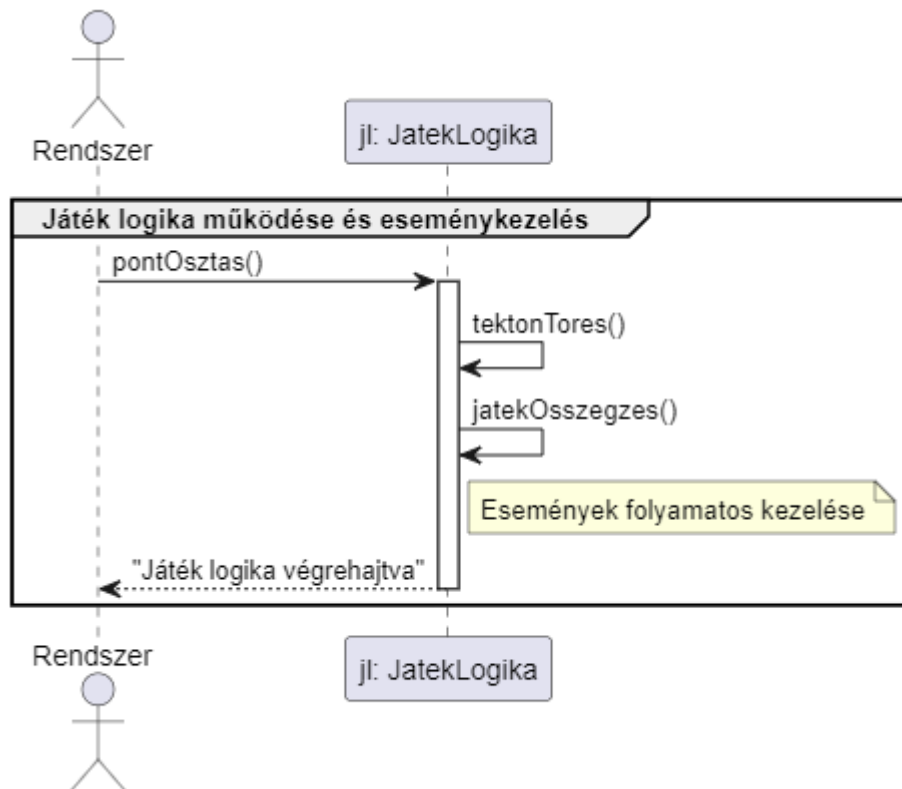 Rendszer
jl: JatekLogika
Játék logika működése és eseménykezelés
pontOsztas()
tektonTores()
jatekOsszegzes()
Események folyamatos kezelése
"Játék logika végrehajtva"
Rendszer
jl: JatekLogika